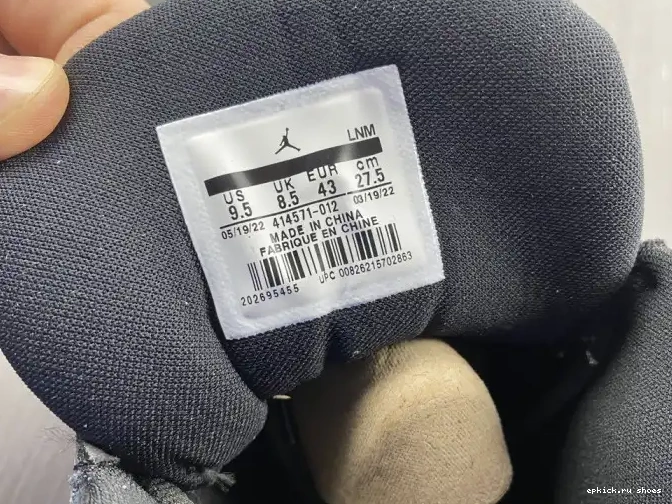 LNM
US UK EUR cm
9.5 8.5 43 27.5
05/19/22 414571-012 03/19/22
MADE IN CHINA
FABRIQUE EN CHINE
202695455 UPC 00826215702863
epkick.ru shoes